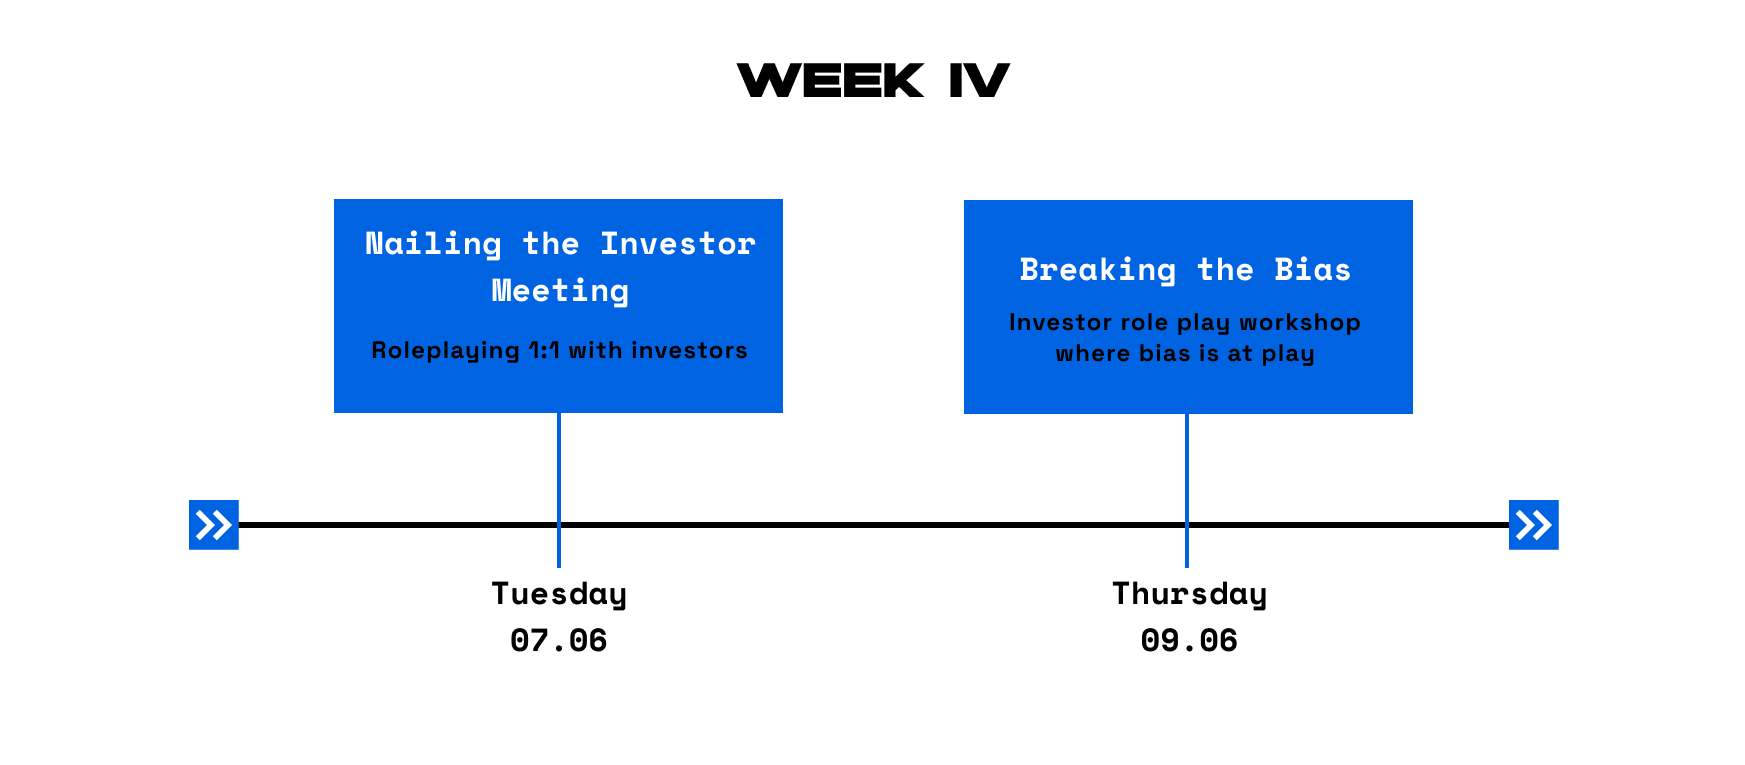 WEEK IV
Nailing the Investor
Meeting
Roleplaying 1:1 with investors
Breaking the Bias
Investor role play workshop
where bias is at play
Tuesday
07.06
Thursday
09.06